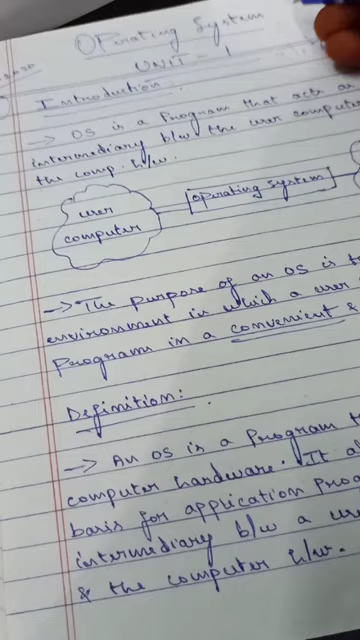 Operating System
UNIT - 1
Introduction:
→ OS is a Program that acts as
intermediary b/w the user computer
the comp. h/w.
user
computer
Operating System
→ The purpose of an OS is to
environment in which a user
Program in a convenient &
Definition:
→ An OS is a Program
computer hardware. It al
basis for application Prog
intermediary b/w a u
& the computer h/w.